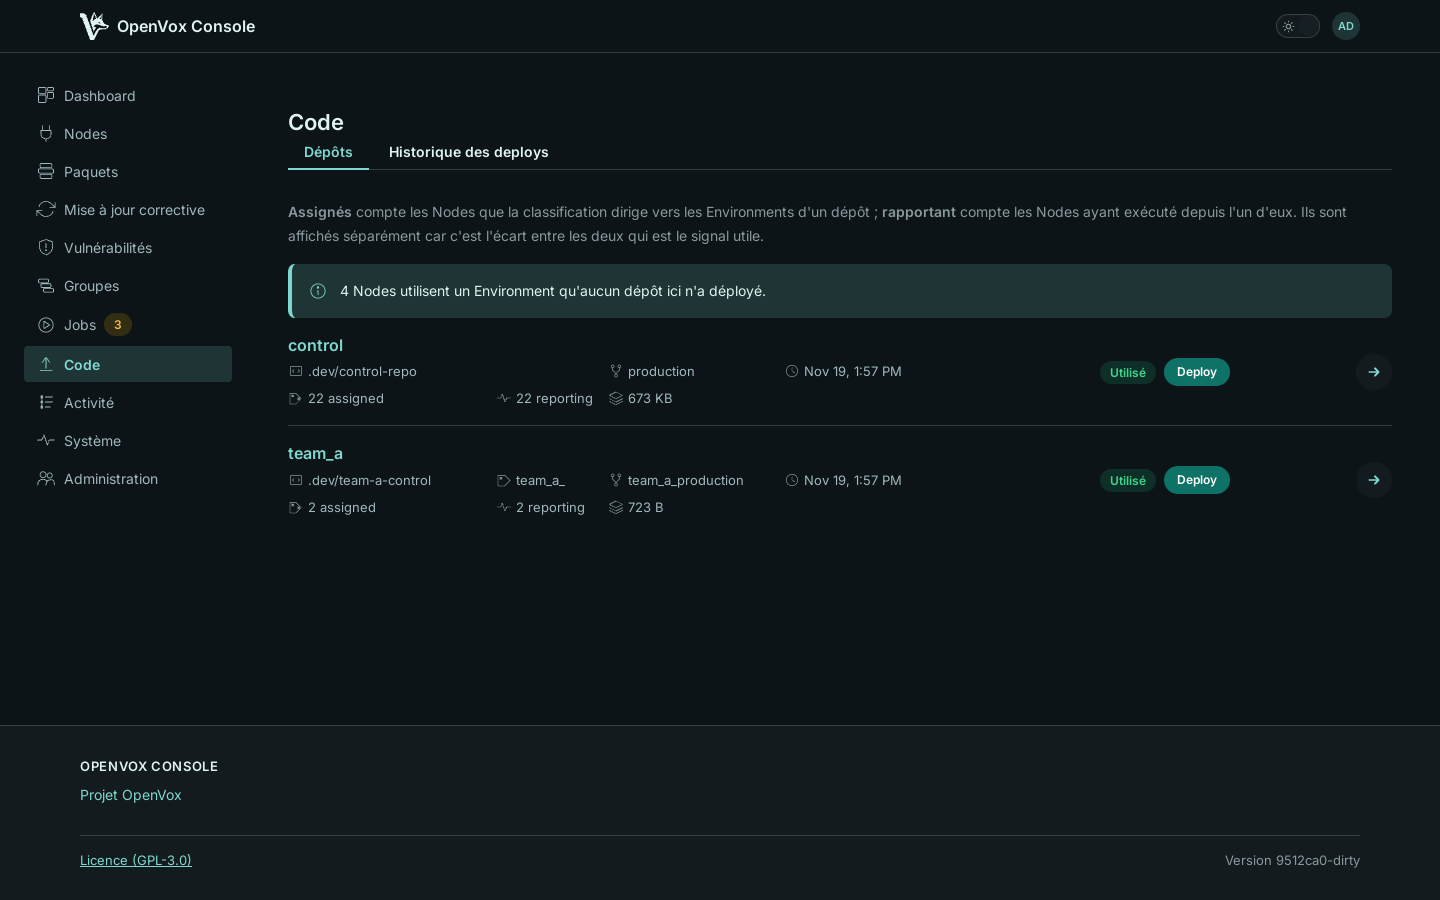 OpenVox Console
AD
Dashboard
Nodes
Paquets
Mise à jour corrective
Vulnérabilités
Groupes
Jobs 3
Code
Activité
Système
Administration
Code
Dépôts Historique des deploys
Assignés compte les Nodes que la classification dirige vers les Environments d'un dépôt ; rapportant compte les Nodes ayant exécuté depuis l'un d'eux. Ils sont
affichés séparément car c'est l'écart entre les deux qui est le signal utile.
4 Nodes utilisent un Environment qu'aucun dépôt ici n'a déployé.
control
.dev/control-repo production Nov 19, 1:57 PM Utilisé Deploy
22 assigned 22 reporting 673 KB
team_a
.dev/team-a-control team_a_ team_a_production Nov 19, 1:57 PM Utilisé Deploy
2 assigned 2 reporting 723 B
OPENVOX CONSOLE
Projet OpenVox
Licence (GPL-3.0) Version 9512ca0-dirty